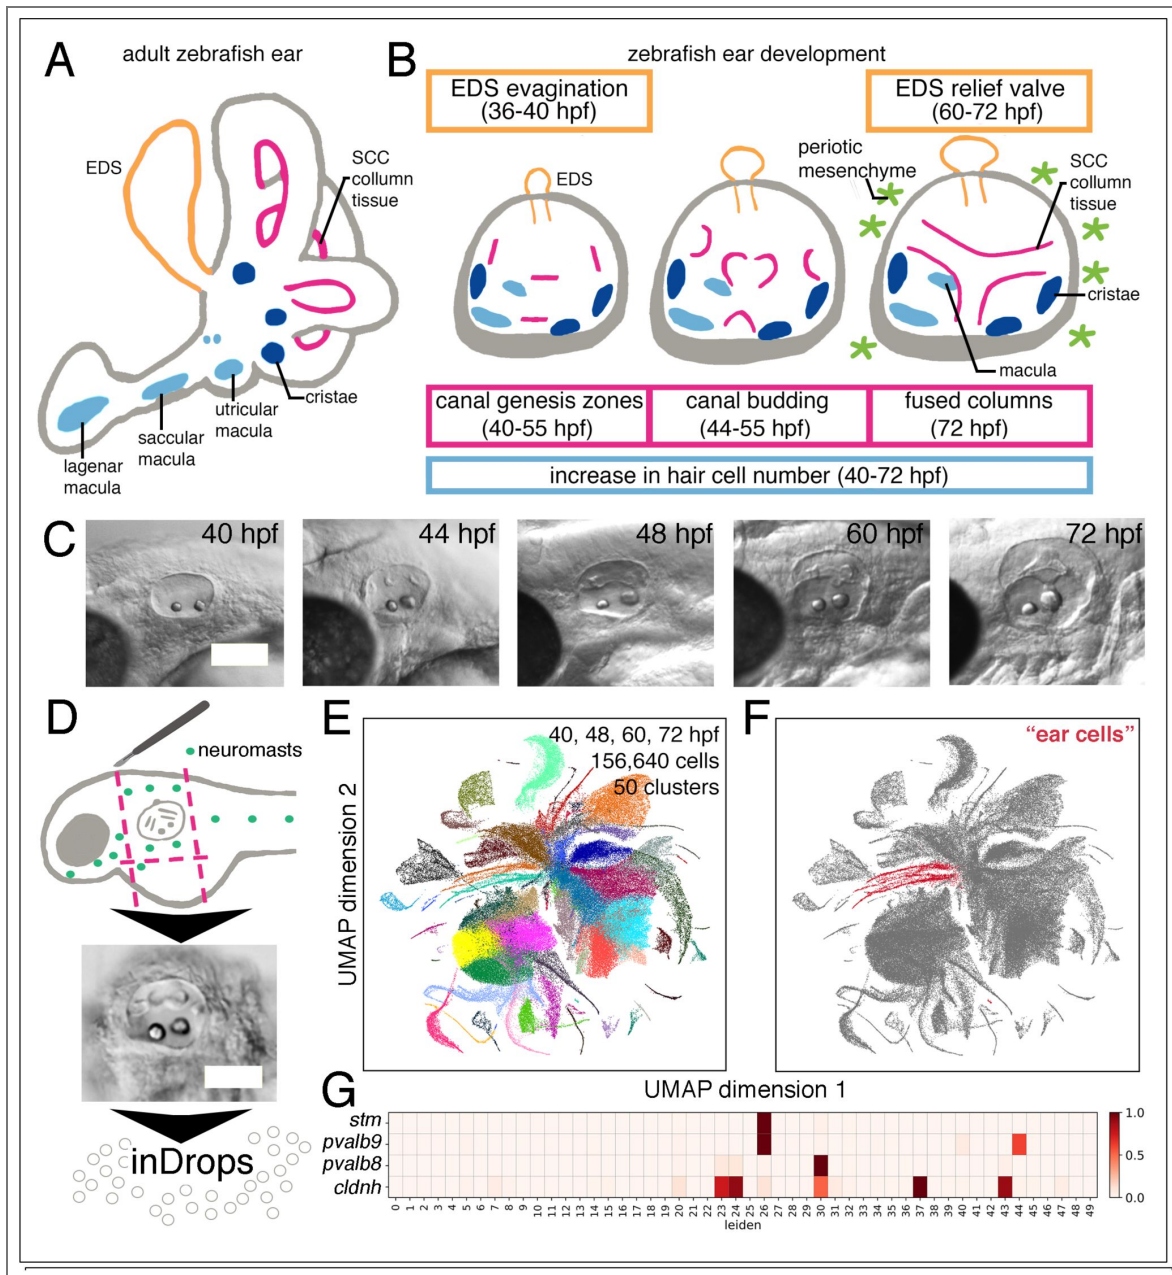 A
adult zebrafish ear
EDS
SCC
collumn
tissue
cristae
utricular
macula
saccular
macula
lagenar
macula
B
zebrafish ear development
EDS evagination
(36-40 hpf)
EDS relief valve
(60-72 hpf)
periotic
mesenchyme
EDS
SCC
collumn
tissue
cristae
macula
canal genesis zones
(40-55 hpf)
canal budding
(44-55 hpf)
fused columns
(72 hpf)
increase in hair cell number (40-72 hpf)
C
40 hpf
44 hpf
48 hpf
60 hpf
72 hpf
D
neuromasts
inDrops
E
40, 48, 60, 72 hpf
156,640 cells
50 clusters
UMAP dimension 2
F
“ear cells”
UMAP dimension 1
G
stm
pvalb9
pvalb8
cldnh
0 1 2 3 4 5 6 7 8 9 10 11 12 13 14 15 16 17 18 19 20 21 22 23 24 25 26 27 28 29 30 31 32 33 34 35 36 37 38 39 40 41 42 43 44 45 46 47 48 49
leiden
1.0
0.5
0.0